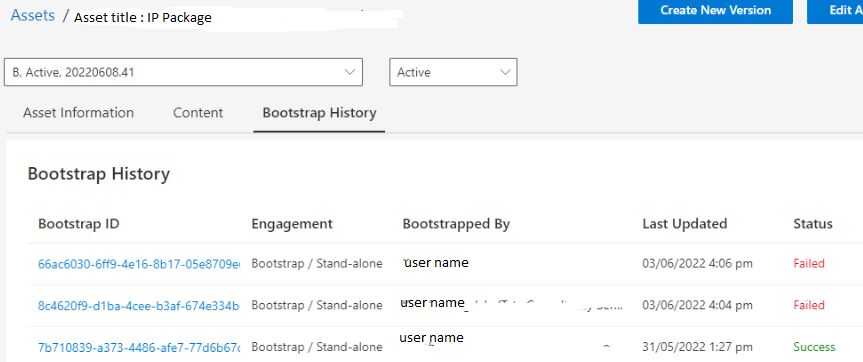 Assets / Asset title : IP Package
Create New Version
Edit A
B, Active, 20220608.41
Active
Asset Information
Content
Bootstrap History
Bootstrap History
Bootstrap ID Engagement Bootstrapped By Last Updated Status
66ac6030-6ff9-4e16-8b17-05e8709e Bootstrap / Stand-alone user name 03/06/2022 4:06 pm Failed
8c4620f9-d1ba-4cee-b3af-674e334b Bootstrap / Stand-alone user name 03/06/2022 4:04 pm Failed
7b710839-a373-4486-afe7-77d6b67 Bootstrap / Stand-alone user name 31/05/2022 1:27 pm Success